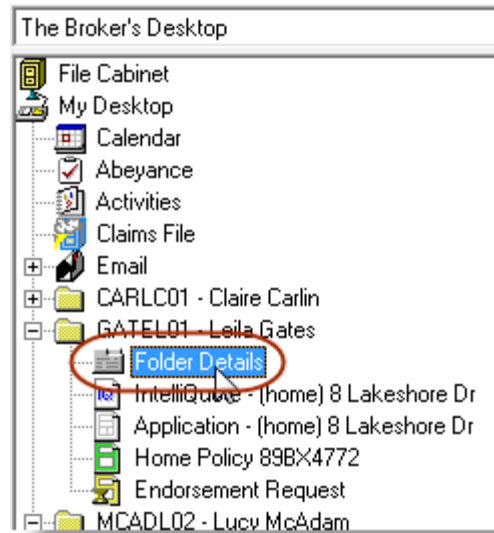 The Broker's Desktop
File Cabinet
My Desktop
Calendar
Abeyance
Activities
Claims File
Email
CARLC01 - Claire Carlin
GATEL01 - Leila Gates
Folder Details
IntelliQuote - (home) 8 Lakeshore Dr
Application - (home) 8 Lakeshore Dr
Home Policy 89BX4772
Endorsement Request
MCADL02 - Lucy McAdam